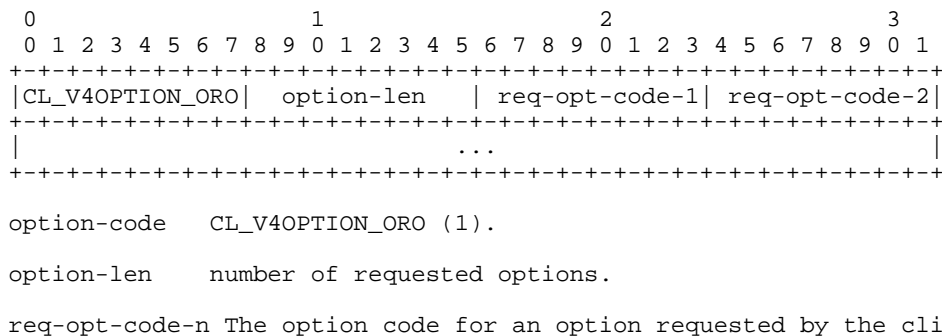 0                   1                   2                   3
 0 1 2 3 4 5 6 7 8 9 0 1 2 3 4 5 6 7 8 9 0 1 2 3 4 5 6 7 8 9 0 1
+-+-+-+-+-+-+-+-+-+-+-+-+-+-+-+-+-+-+-+-+-+-+-+-+-+-+-+-+-+-+-+-+
|CL_V4OPTION_ORO|  option-len   | req-opt-code-1| req-opt-code-2|
+-+-+-+-+-+-+-+-+-+-+-+-+-+-+-+-+-+-+-+-+-+-+-+-+-+-+-+-+-+-+-+-+
|                              ...                              |
+-+-+-+-+-+-+-+-+-+-+-+-+-+-+-+-+-+-+-+-+-+-+-+-+-+-+-+-+-+-+-+-+
option-code   CL_V4OPTION_ORO (1).
option-len    number of requested options.
req-opt-code-n The option code for an option requested by the cli